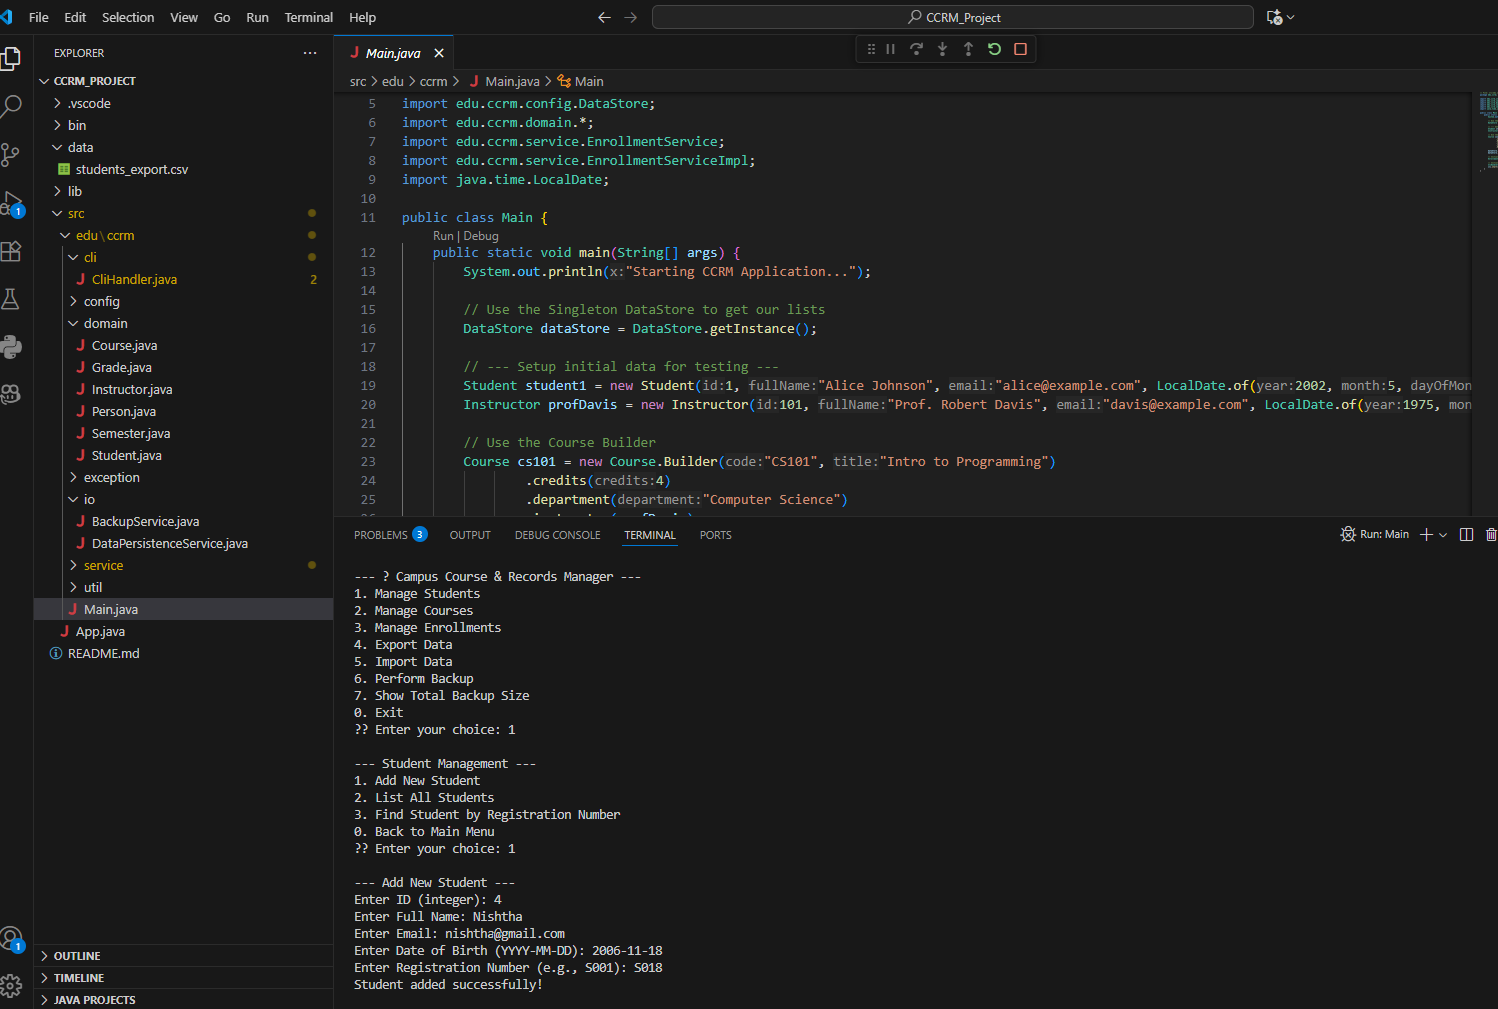 File Edit Selection View Go Run Terminal Help
CCRM_Project
EXPLORER
CCRM_PROJECT
.vscode
bin
data
students_export.csv
lib
src
edu\ccrm
cli
CliHandler.java 2
config
domain
Course.java
Grade.java
Instructor.java
Person.java
Semester.java
Student.java
exception
io
BackupService.java
DataPersistenceService.java
service
util
Main.java
App.java
README.md
OUTLINE
TIMELINE
JAVA PROJECTS
1
1
Main.java
src > edu > ccrm > Main.java > Main
5 import edu.ccrm.config.DataStore;
6 import edu.ccrm.domain.*;
7 import edu.ccrm.service.EnrollmentService;
8 import edu.ccrm.service.EnrollmentServiceImpl;
9 import java.time.LocalDate;
10
11 public class Main {
Run | Debug
12 public static void main(String[] args) {
13 System.out.println(x:"Starting CCRM Application...");
14
15 // Use the Singleton DataStore to get our lists
16 DataStore dataStore = DataStore.getInstance();
17
18 // --- Setup initial data for testing ---
19 Student student1 = new Student(id:1, fullName:"Alice Johnson", email:"alice@example.com", LocalDate.of(year:2002, month:5, dayOfMon
20 Instructor profDavis = new Instructor(id:101, fullName:"Prof. Robert Davis", email:"davis@example.com", LocalDate.of(year:1975, mon
21
22 // Use the Course Builder
23 Course cs101 = new Course.Builder(code:"CS101", title:"Intro to Programming")
24 .credits(credits:4)
25 .department(department:"Computer Science")
PROBLEMS 3 OUTPUT DEBUG CONSOLE TERMINAL PORTS
Run: Main
--- ? Campus Course & Records Manager ---
1. Manage Students
2. Manage Courses
3. Manage Enrollments
4. Export Data
5. Import Data
6. Perform Backup
7. Show Total Backup Size
0. Exit
?? Enter your choice: 1
--- Student Management ---
1. Add New Student
2. List All Students
3. Find Student by Registration Number
0. Back to Main Menu
?? Enter your choice: 1
--- Add New Student ---
Enter ID (integer): 4
Enter Full Name: Nishtha
Enter Email: nishtha@gmail.com
Enter Date of Birth (YYYY-MM-DD): 2006-11-18
Enter Registration Number (e.g., S001): S018
Student added successfully!